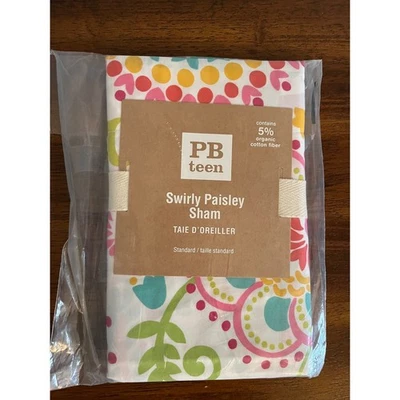 contains
5%
organic
cotton fiber
PB
teen
Swirly Paisley
Sham
TAIE D'OREILLER
Standard / taille standard